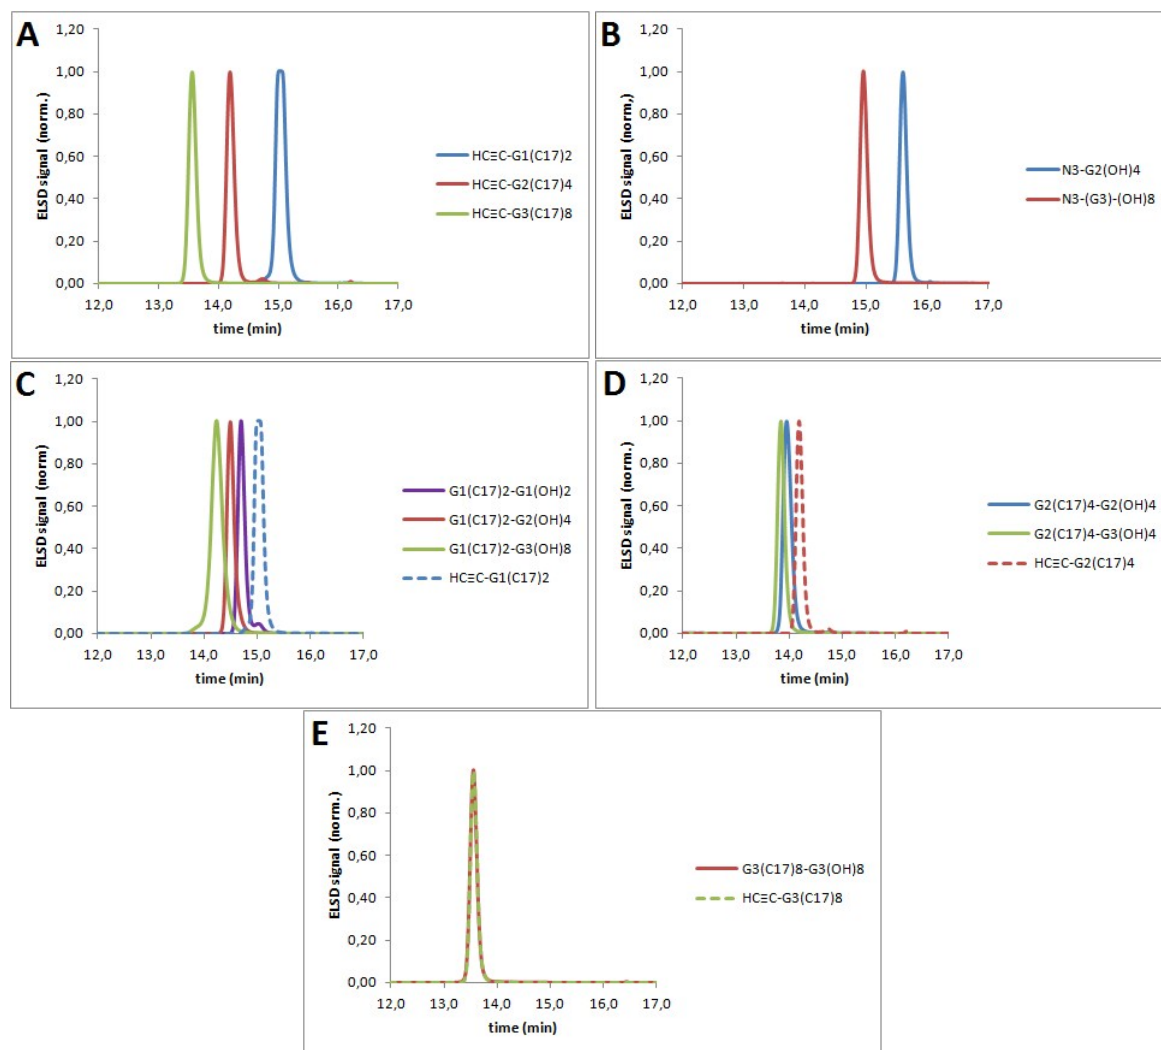 A
ELSD signal (norm.)
1,20
1,00
0,80
0,60
0,40
0,20
0,00
12,0 13,0 14,0 15,0 16,0 17,0
time (min)
HC≡C-G1(C17)2
HC≡C-G2(C17)4
HC≡C-G3(C17)8
B
ELSD signal (norm,)
1,20
1,00
0,80
0,60
0,40
0,20
0,00
12,0 13,0 14,0 15,0 16,0 17,0
time (min)
N3-G2(OH)4
N3-(G3)-(OH)8
C
ELSD signal (norm)
1,20
1,00
0,80
0,60
0,40
0,20
0,00
12,0 13,0 14,0 15,0 16,0 17,0
time (min)
G1(C17)2-G1(OH)2
G1(C17)2-G2(OH)4
G1(C17)2-G3(OH)8
HC≡C-G1(C17)2
D
ELSD signal (norm.)
1,20
1,00
0,80
0,60
0,40
0,20
0,00
12,0 13,0 14,0 15,0 16,0 17,0
time (min)
G2(C17)4-G2(OH)4
G2(C17)4-G3(OH)4
HC≡C-G2(C17)4
E
ELSD signal (norm.)
1,20
1,00
0,80
0,60
0,40
0,20
0,00
12,0 13,0 14,0 15,0 16,0 17,0
time (min)
G3(C17)8-G3(OH)8
HC≡C-G3(C17)8